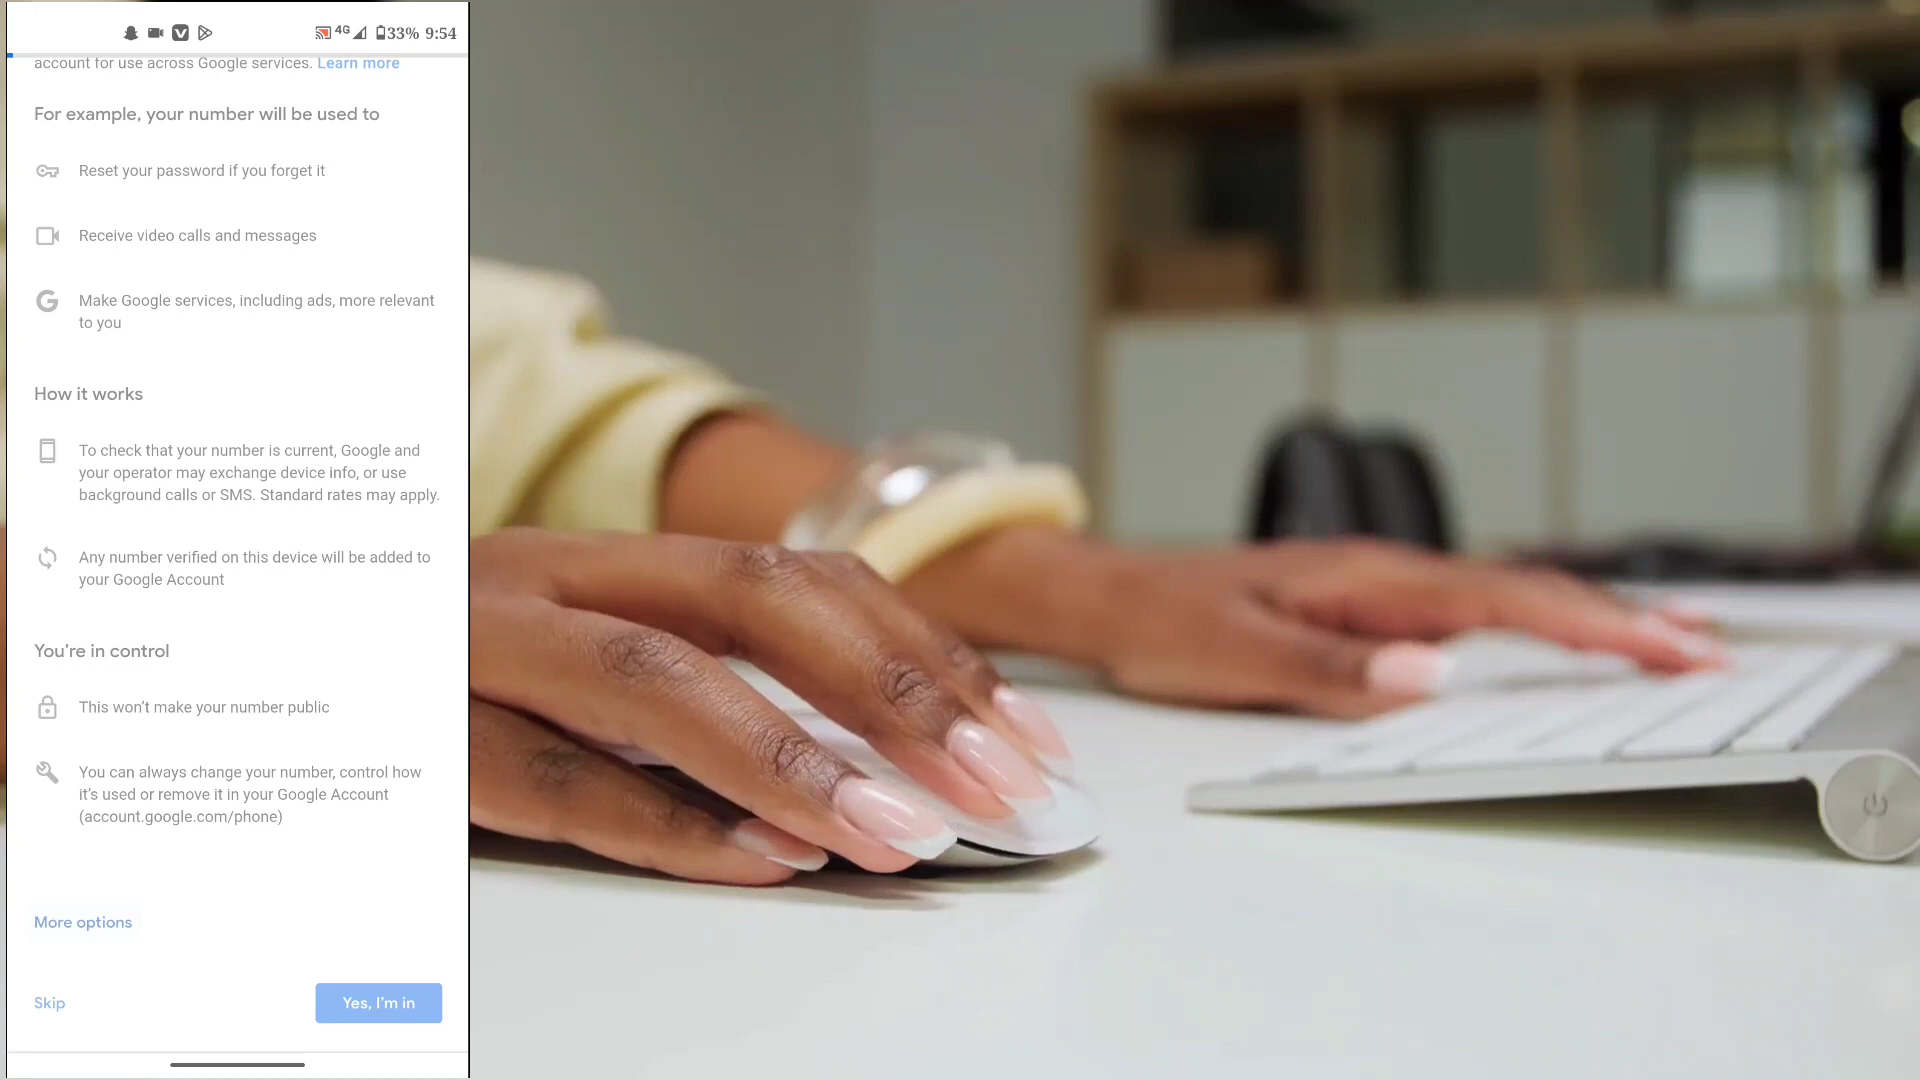 33% 9:54
4G
account for use across Google services. Learn more
For example, your number will be used to
Reset your password if you forget it
Receive video calls and messages
Make Google services, including ads, more relevant
to you
How it works
To check that your number is current, Google and
your operator may exchange device info, or use
background calls or SMS. Standard rates may apply.
Any number verified on this device will be added to
your Google Account
You're in control
This won't make your number public
You can always change your number, control how
it's used or remove it in your Google Account
(account.google.com/phone)
More options
Skip
Yes, I'm in